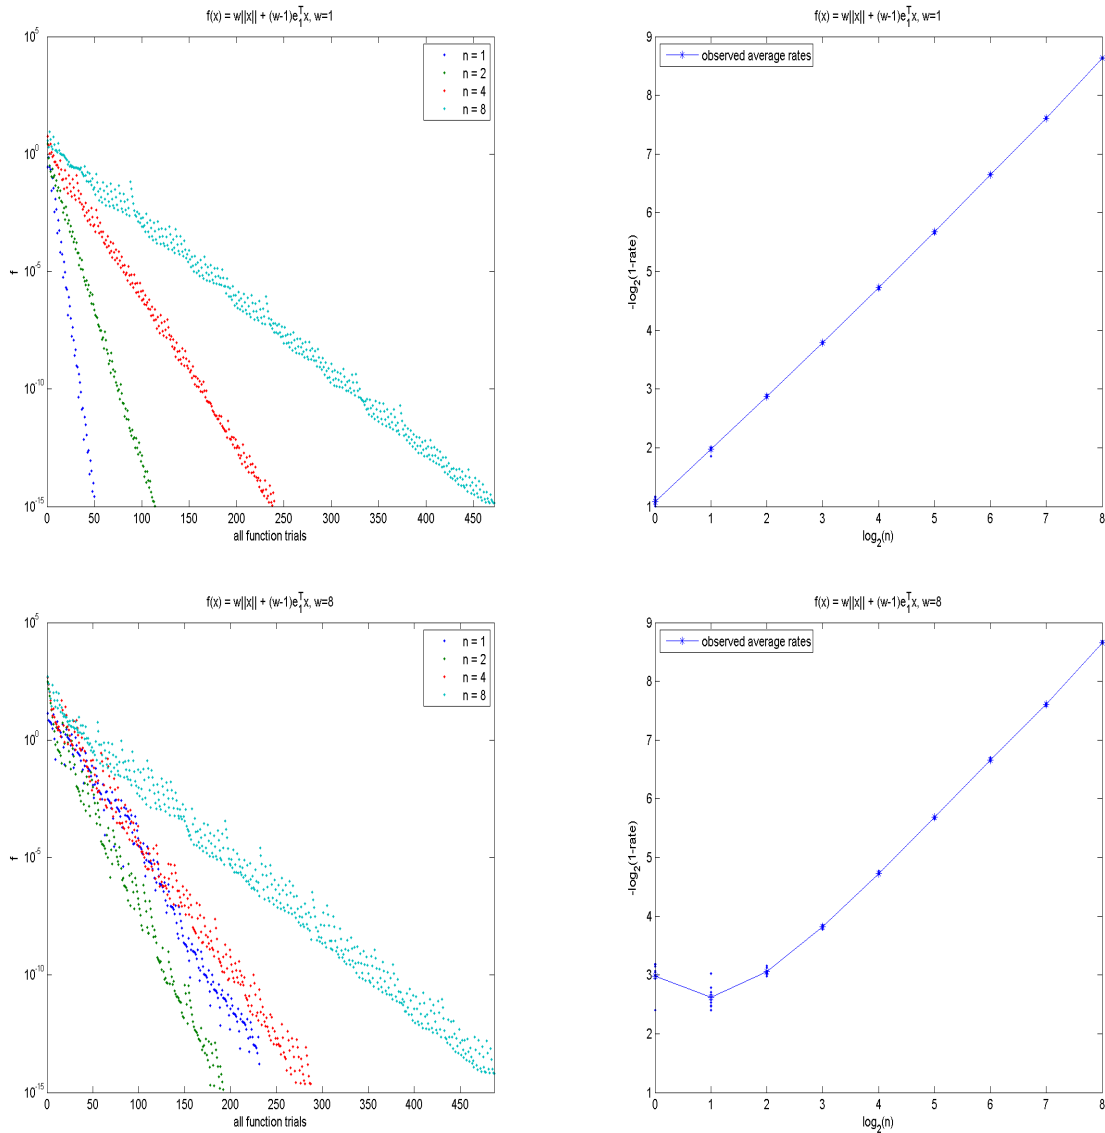 f(x) = w||x|| + (w-1)e₁ᵀx, w=1
10⁵
10⁰
10⁻⁵
10⁻¹⁰
10⁻¹⁵
f
n = 1
n = 2
n = 4
n = 8
0 50 100 150 200 250 300 350 400 450
all function trials
f(x) = w||x|| + (w-1)e₁ᵀx, w=1
observed average rates
9
8
7
6
5
4
3
2
1
-log₂(1-rate)
0 1 2 3 4 5 6 7 8
log₂(n)
f(x) = w||x|| + (w-1)e₁ᵀx, w=8
10⁵
10⁰
10⁻⁵
10⁻¹⁰
10⁻¹⁵
f
n = 1
n = 2
n = 4
n = 8
0 50 100 150 200 250 300 350 400 450
all function trials
f(x) = w||x|| + (w-1)e₁ᵀx, w=8
observed average rates
9
8
7
6
5
4
3
2
1
-log₂(1-rate)
0 1 2 3 4 5 6 7 8
log₂(n)